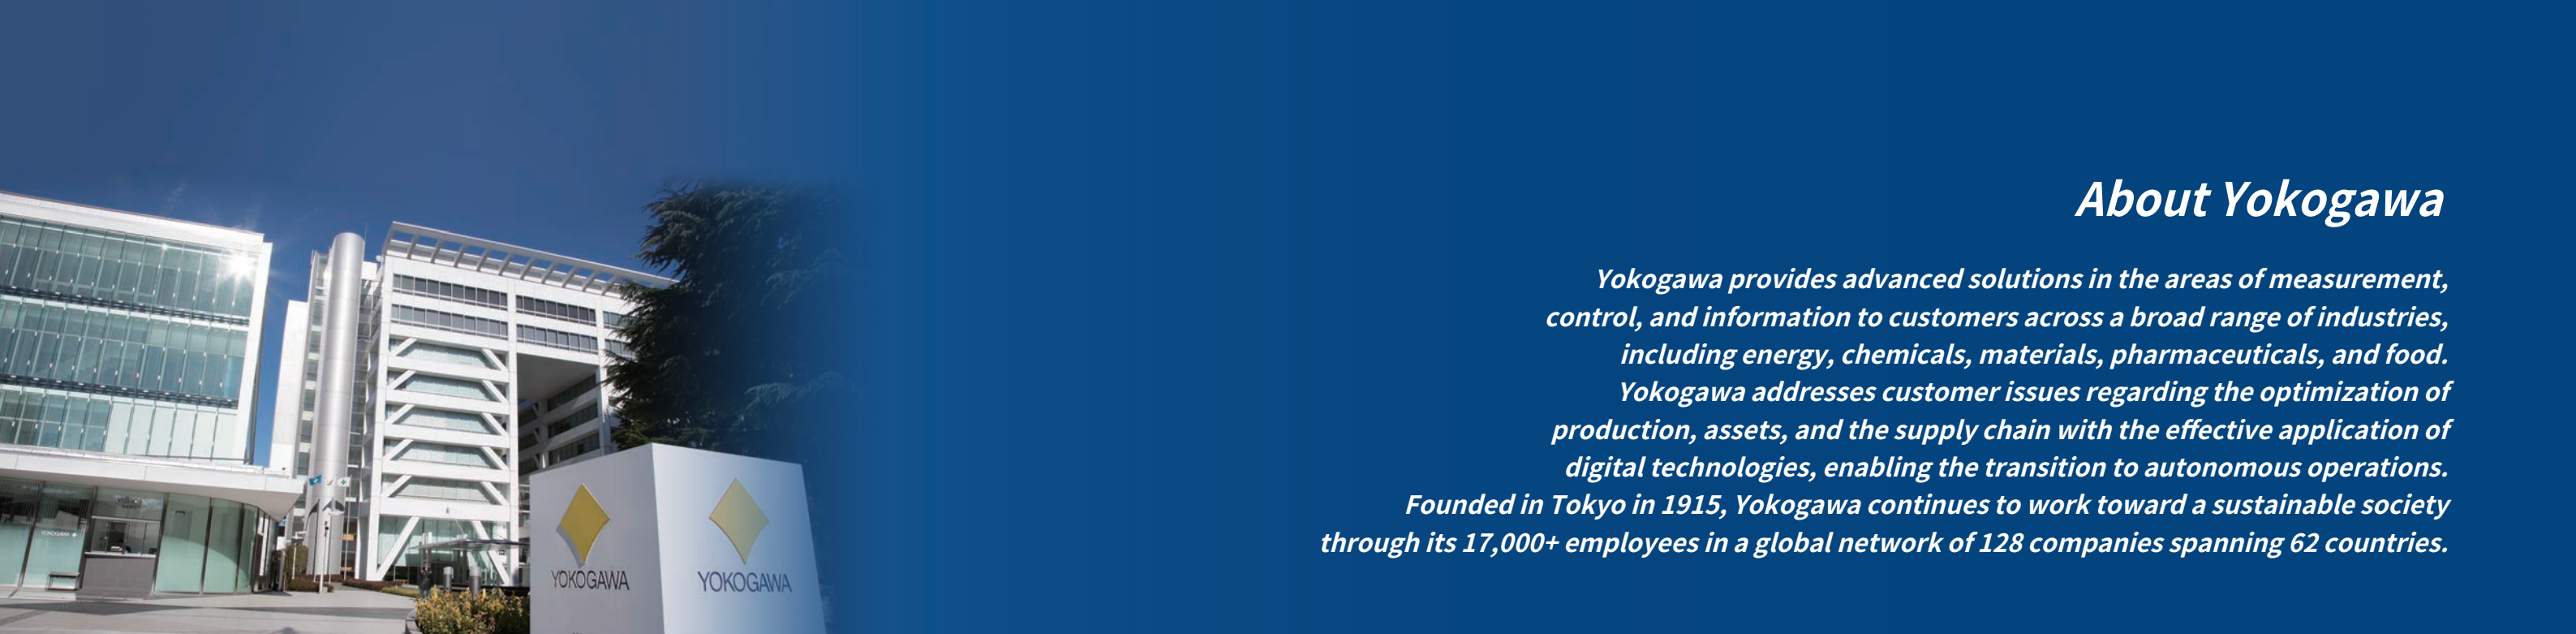 About Yokogawa
Yokogawa provides advanced solutions in the areas of measurement,
control, and information to customers across a broad range of industries,
including energy, chemicals, materials, pharmaceuticals, and food.
Yokogawa addresses customer issues regarding the optimization of
production, assets, and the supply chain with the effective application of
digital technologies, enabling the transition to autonomous operations.
Founded in Tokyo in 1915, Yokogawa continues to work toward a sustainable society
through its 17,000+ employees in a global network of 128 companies spanning 62 countries.
YOKOGAWA
YOKOGAWA
YOKOGAWA